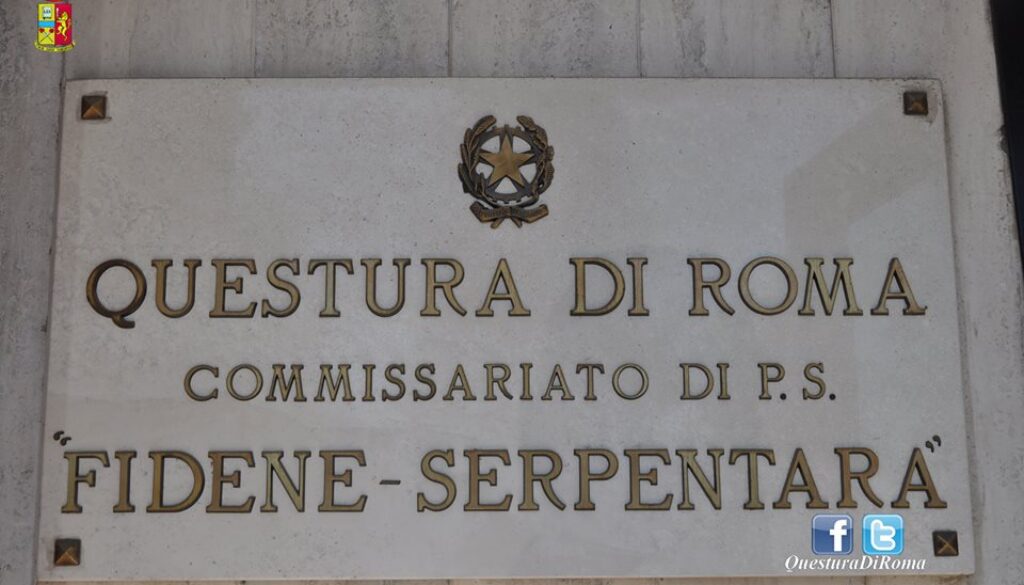 QUESTURA DI ROMA
COMMISSARIATO DI P.S.
“FIDENE-SERPENTARA”
QuesturaDiRoma